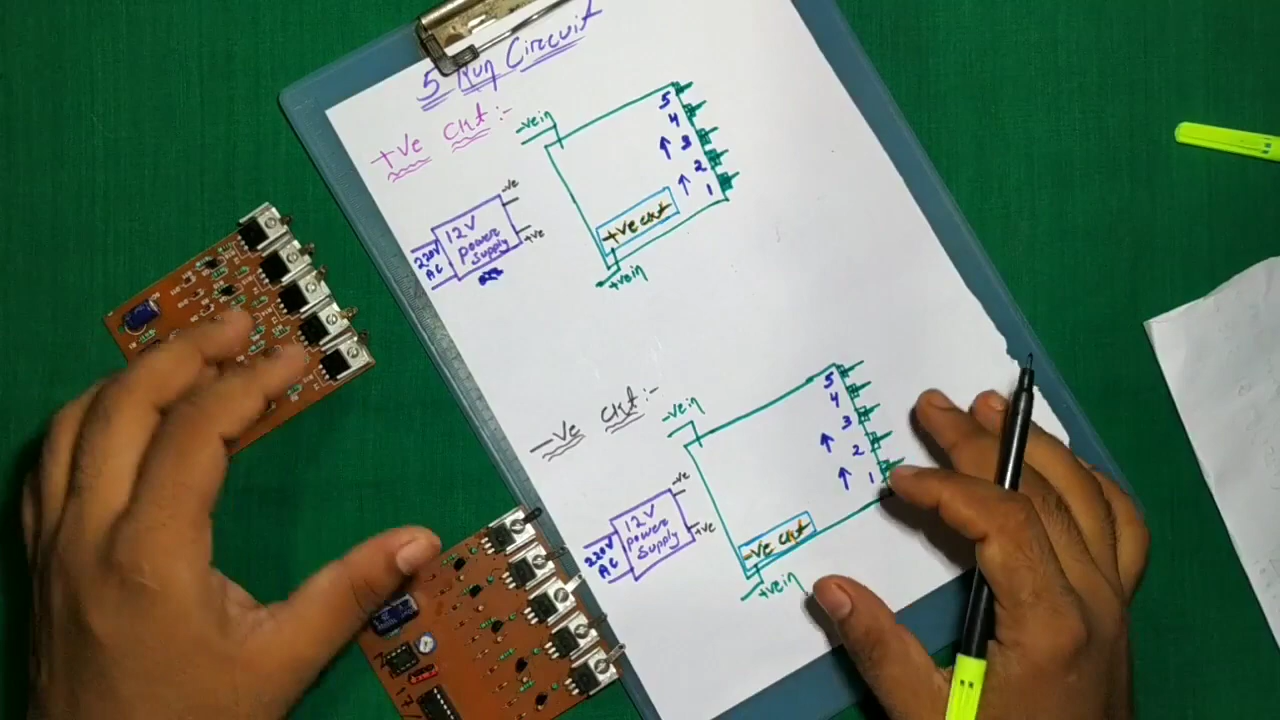 5 Run Circuit
+Ve Ckt :-
-vein
5
4
3
2
1
+ve ckt
+vein
-ve
12V
power
supply
+ve
220V
AC
-Ve Ckt :-
-vein
5
4
3
2
1
-ve ckt
+vein
-ve
12V
power
supply
+ve
220V
AC